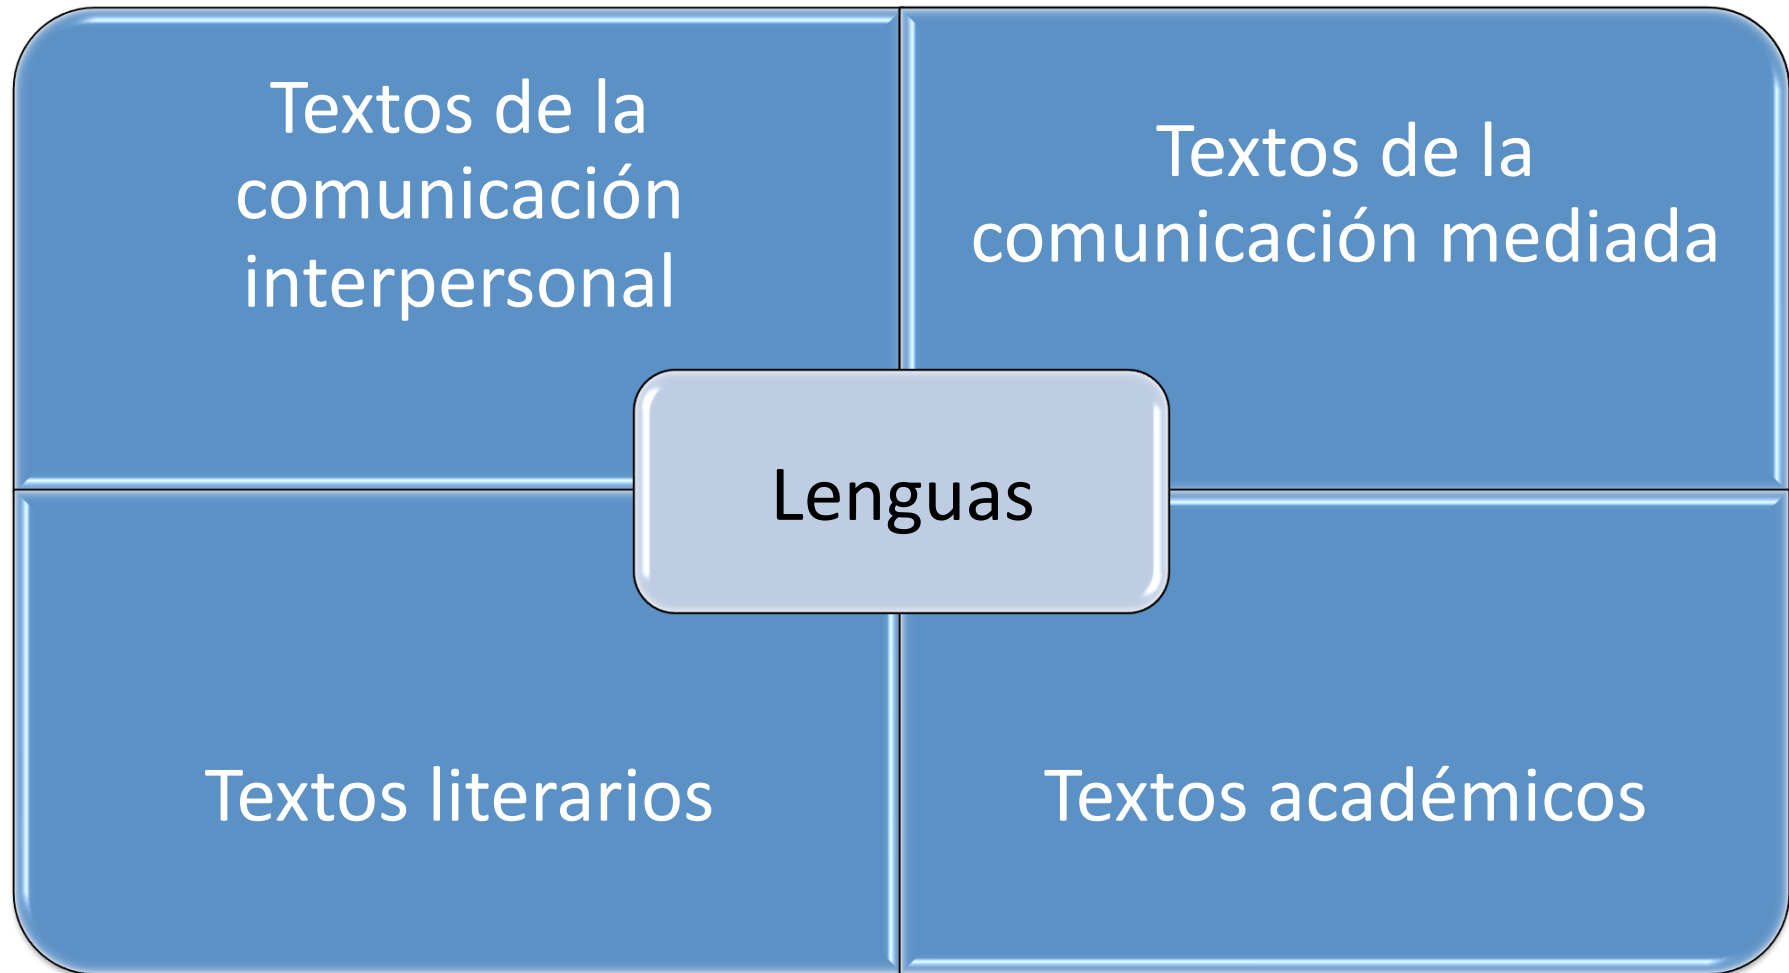 Textos de la
comunicación
interpersonal
Textos de la
comunicación mediada
Lenguas
Textos literarios
Textos académicos